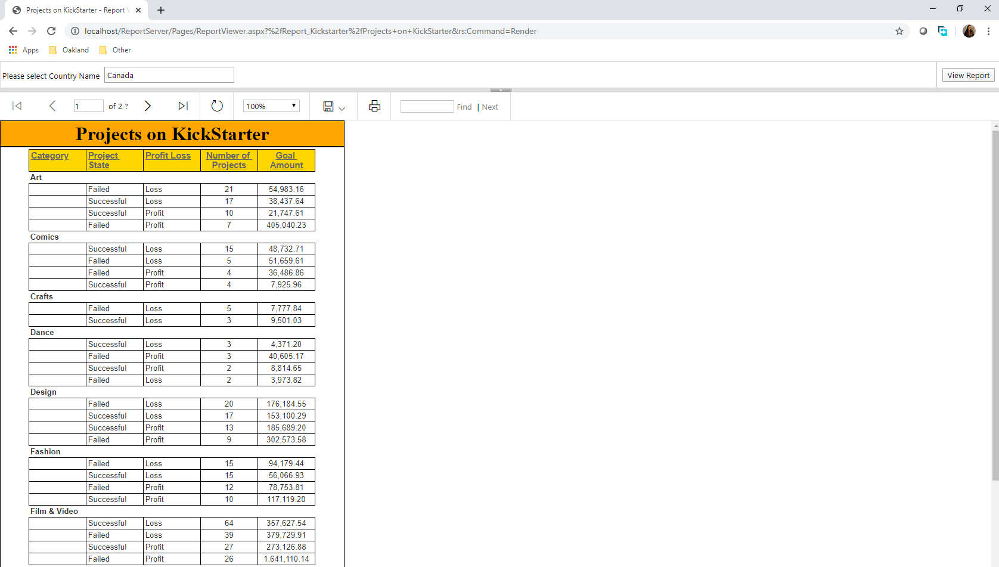 Projects on KickStarter - Report V
localhost/ReportServer/Pages/ReportViewer.aspx?%2fReport_Kickstarter%2fProjects+on+KickStarter&rs:Command=Render
Apps Oakland Other
Please select Country Name Canada View Report
1 of 2 ? 100% Find | Next
Projects on KickStarter
Category Project State Profit Loss Number of Projects Goal Amount
Art
Failed Loss 21 54,983.16
Successful Loss 17 38,437.64
Successful Profit 10 21,747.61
Failed Profit 7 405,040.23
Comics
Successful Loss 15 48,732.71
Failed Loss 5 51,659.61
Failed Profit 4 36,486.86
Successful Profit 4 7,925.96
Crafts
Failed Loss 5 7,777.84
Successful Loss 3 9,501.03
Dance
Successful Loss 3 4,371.20
Failed Profit 3 40,605.17
Successful Profit 2 8,814.65
Failed Loss 2 3,973.82
Design
Failed Loss 20 176,184.55
Successful Loss 17 153,100.29
Successful Profit 13 185,689.20
Failed Profit 9 302,573.58
Fashion
Failed Loss 15 94,179.44
Successful Loss 15 56,066.93
Failed Profit 12 78,753.81
Successful Profit 10 117,119.20
Film & Video
Successful Loss 64 357,627.54
Failed Loss 39 379,729.91
Successful Profit 27 273,126.88
Failed Profit 26 1,641,110.14